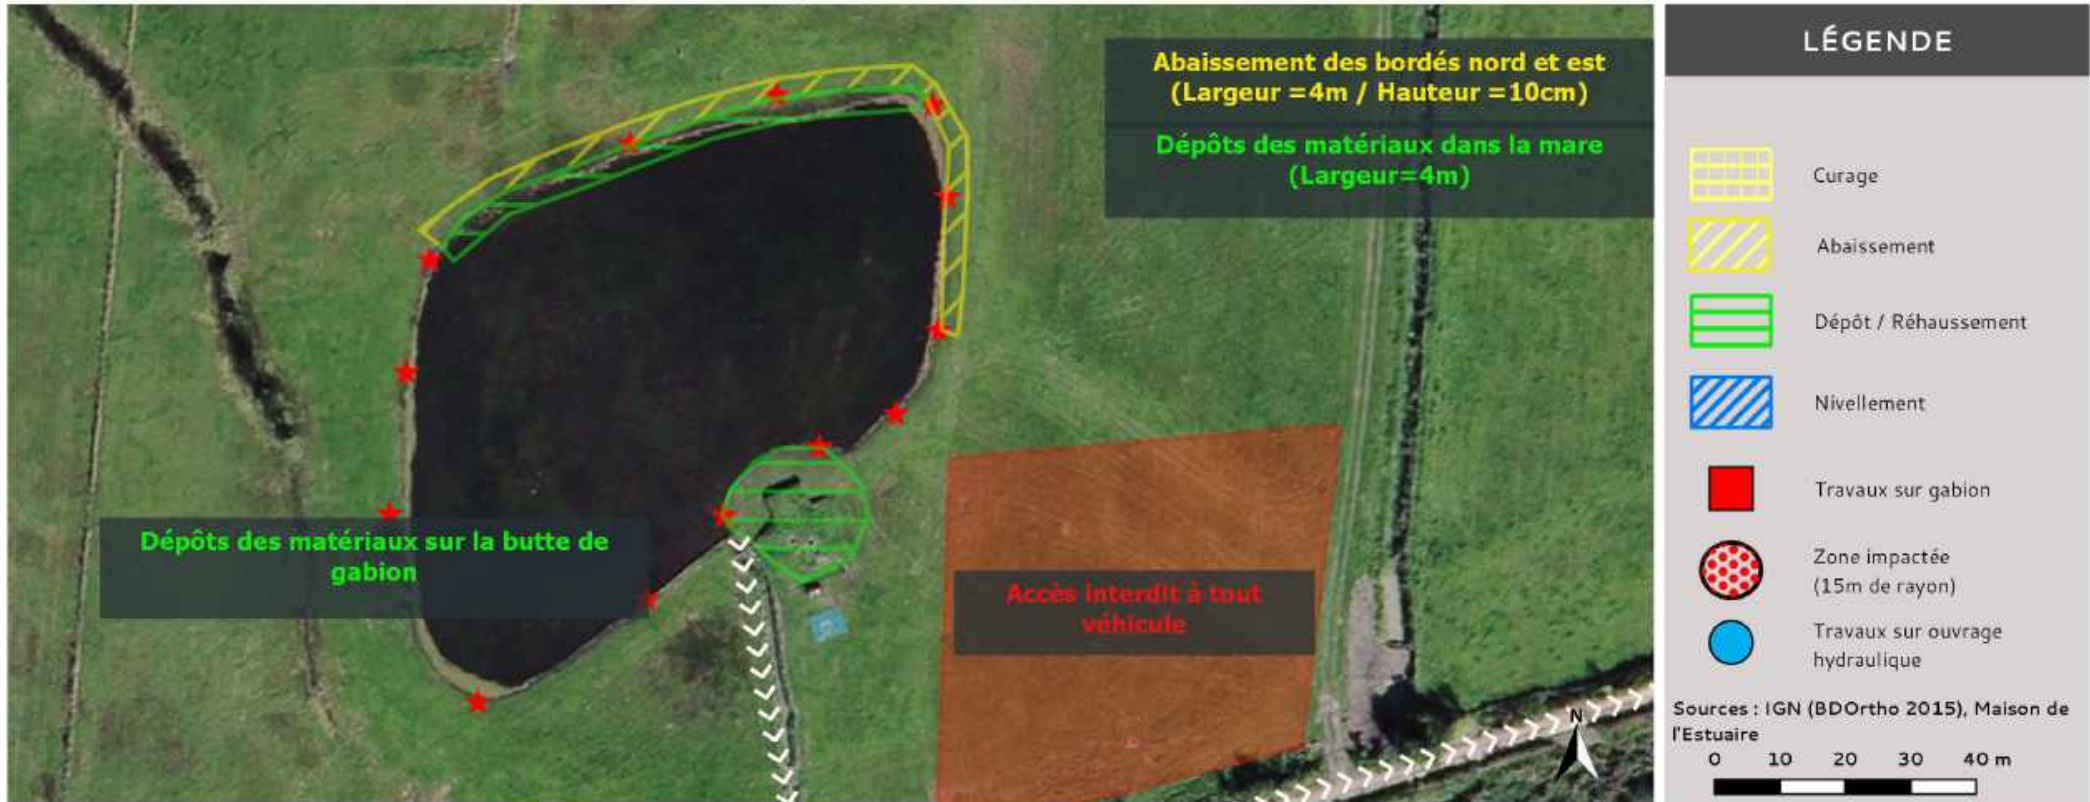 Abaissement des bordés nord et est
(Largeur =4m / Hauteur =10cm)
Dépôts des matériaux dans la mare
(Largeur=4m)
Dépôts des matériaux sur la butte de
gabion
Accès interdit à tout
véhicule
N
LÉGENDE
Curage
Abaissement
Dépôt / Réhaussement
Nivellement
Travaux sur gabion
Zone impactée
(15m de rayon)
Travaux sur ouvrage
hydraulique
Sources : IGN (BDOrtho 2015), Maison de
l'Estuaire
0 10 20 30 40 m